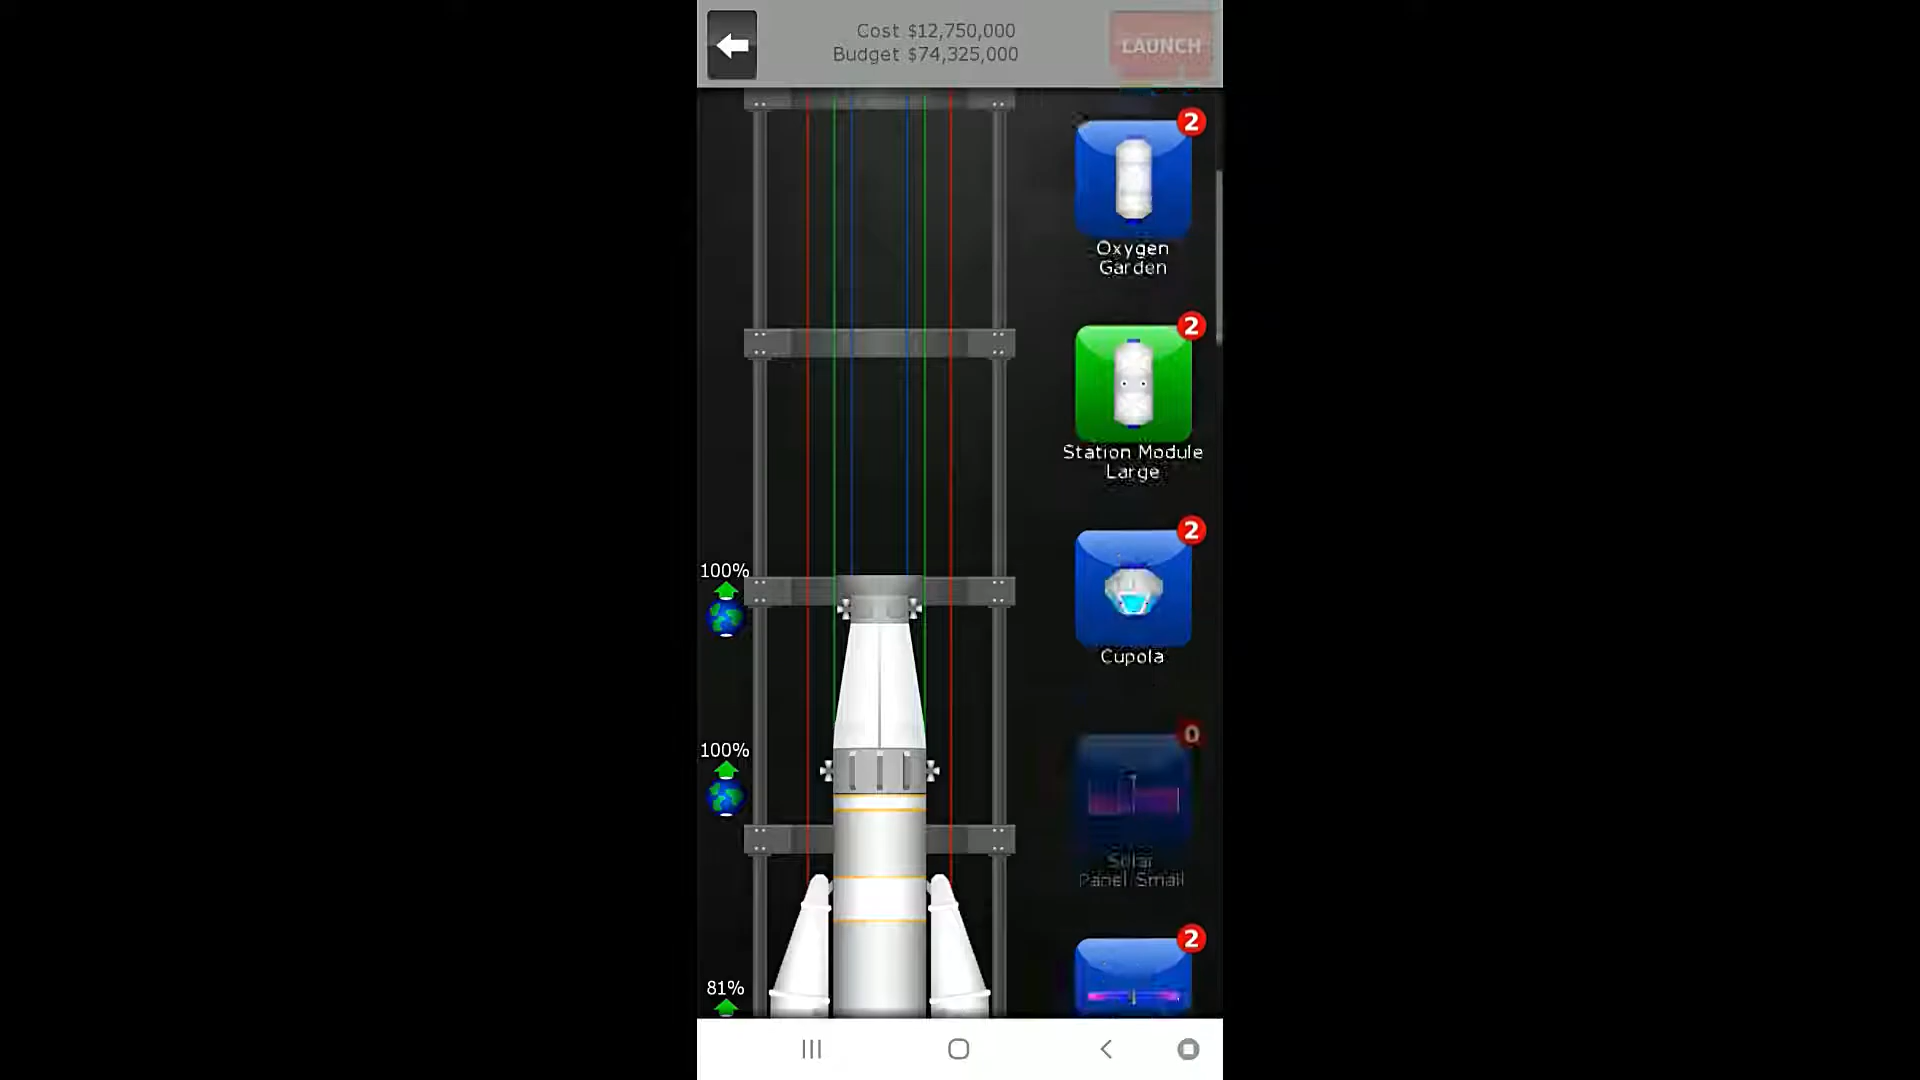 Cost $12,750,000
Budget $74,325,000
LAUNCH
2
Oxygen
Garden
2
Station Module
Large
2
Cupola
0
Solar
Panel Small
2
100%
100%
81%